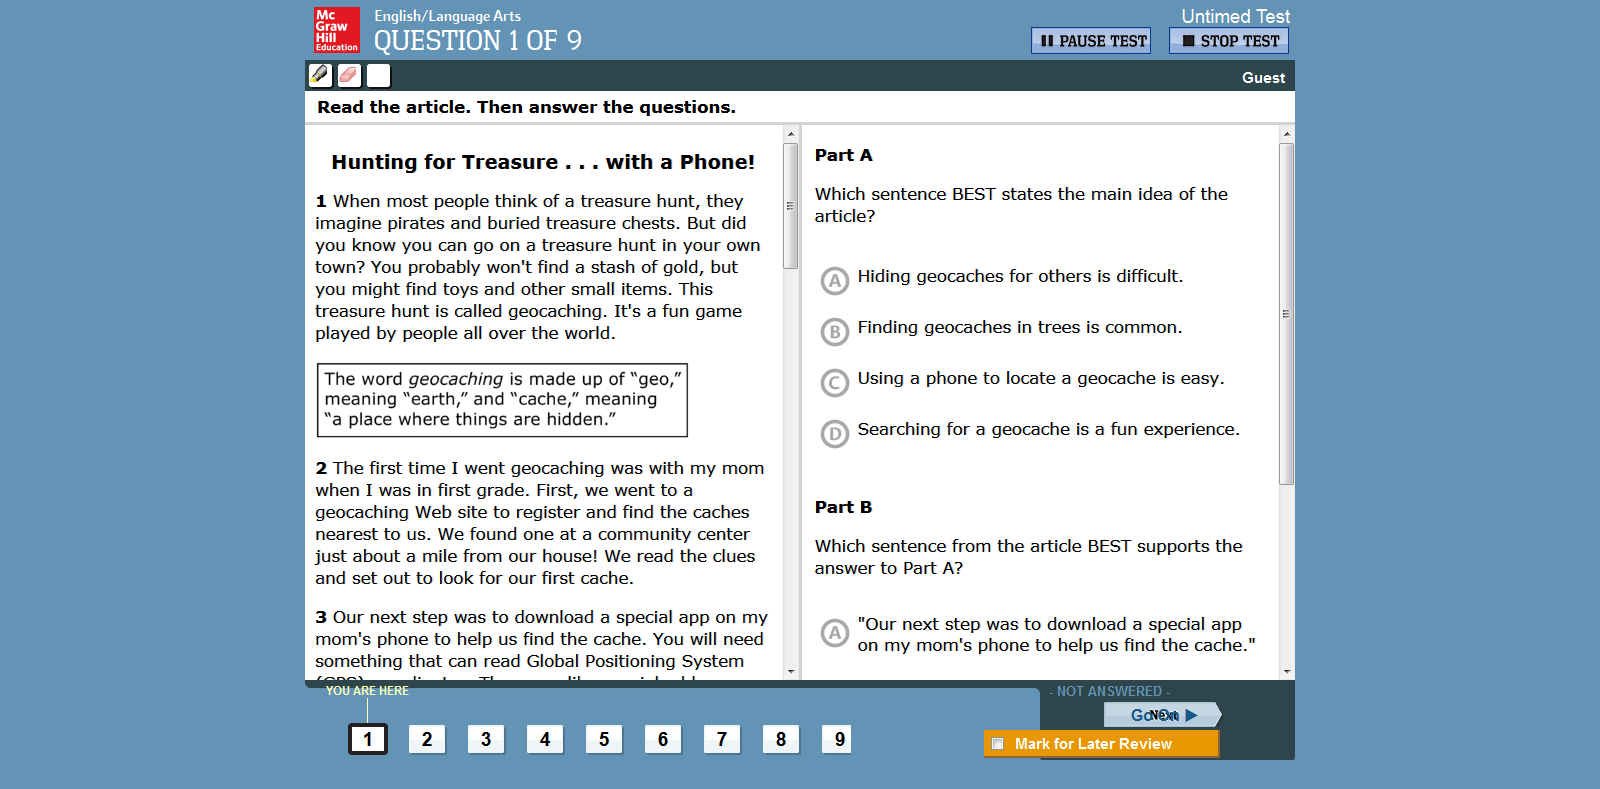 Mc
Graw
Hill
Education
English/Language Arts
QUESTION 1 OF 9
Untimed Test
PAUSE TEST
STOP TEST
Guest
Read the article. Then answer the questions.
Hunting for Treasure . . . with a Phone!
1 When most people think of a treasure hunt, they
imagine pirates and buried treasure chests. But did
you know you can go on a treasure hunt in your own
town? You probably won't find a stash of gold, but
you might find toys and other small items. This
treasure hunt is called geocaching. It's a fun game
played by people all over the world.
The word geocaching is made up of “geo,”
meaning “earth,” and “cache,” meaning
“a place where things are hidden.”
2 The first time I went geocaching was with my mom
when I was in first grade. First, we went to a
geocaching Web site to register and find the caches
nearest to us. We found one at a community center
just about a mile from our house! We read the clues
and set out to look for our first cache.
3 Our next step was to download a special app on my
mom's phone to help us find the cache. You will need
something that can read Global Positioning System
Part A
Which sentence BEST states the main idea of the
article?
A Hiding geocaches for others is difficult.
B Finding geocaches in trees is common.
C Using a phone to locate a geocache is easy.
D Searching for a geocache is a fun experience.
Part B
Which sentence from the article BEST supports the
answer to Part A?
A "Our next step was to download a special app
on my mom's phone to help us find the cache."
YOU ARE HERE
1 2 3 4 5 6 7 8 9
- NOT ANSWERED -
Go On
Next
Mark for Later Review